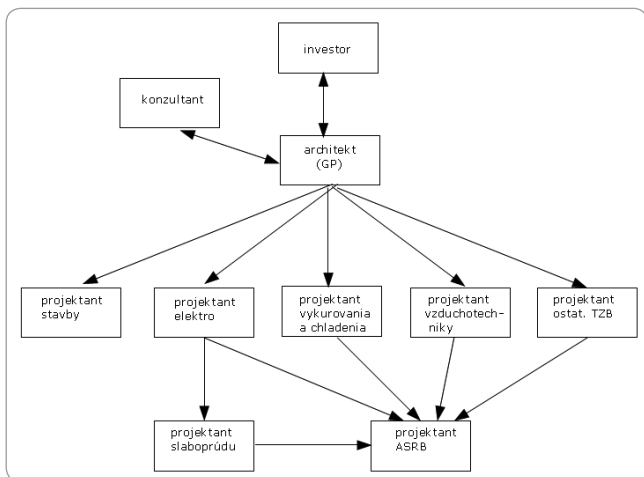 investor
konzultant
architekt
(GP)
projektant
stavby
projektant
elektro
projektant
vykurovania
a chladenia
projektant
vzduchotech-
niky
projektant
ostat. TZB
projektant
slaboprúdu
projektant
ASRB